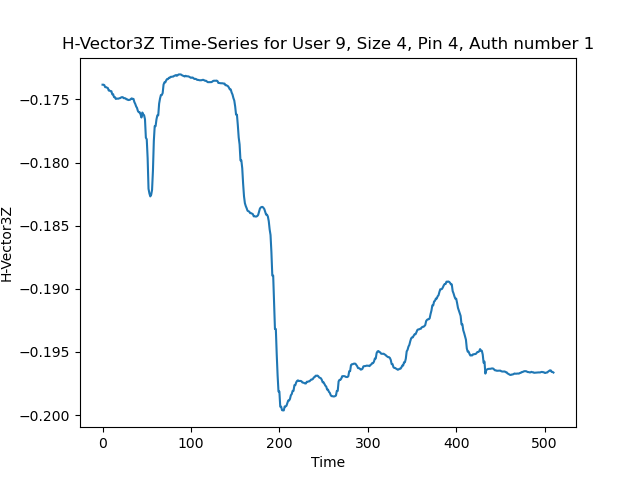 H-Vector3Z Time-Series for User 9, Size 4, Pin 4, Auth number 1
H-Vector3Z
−0.175
−0.180
−0.185
−0.190
−0.195
−0.200
0 100 200 300 400 500
Time